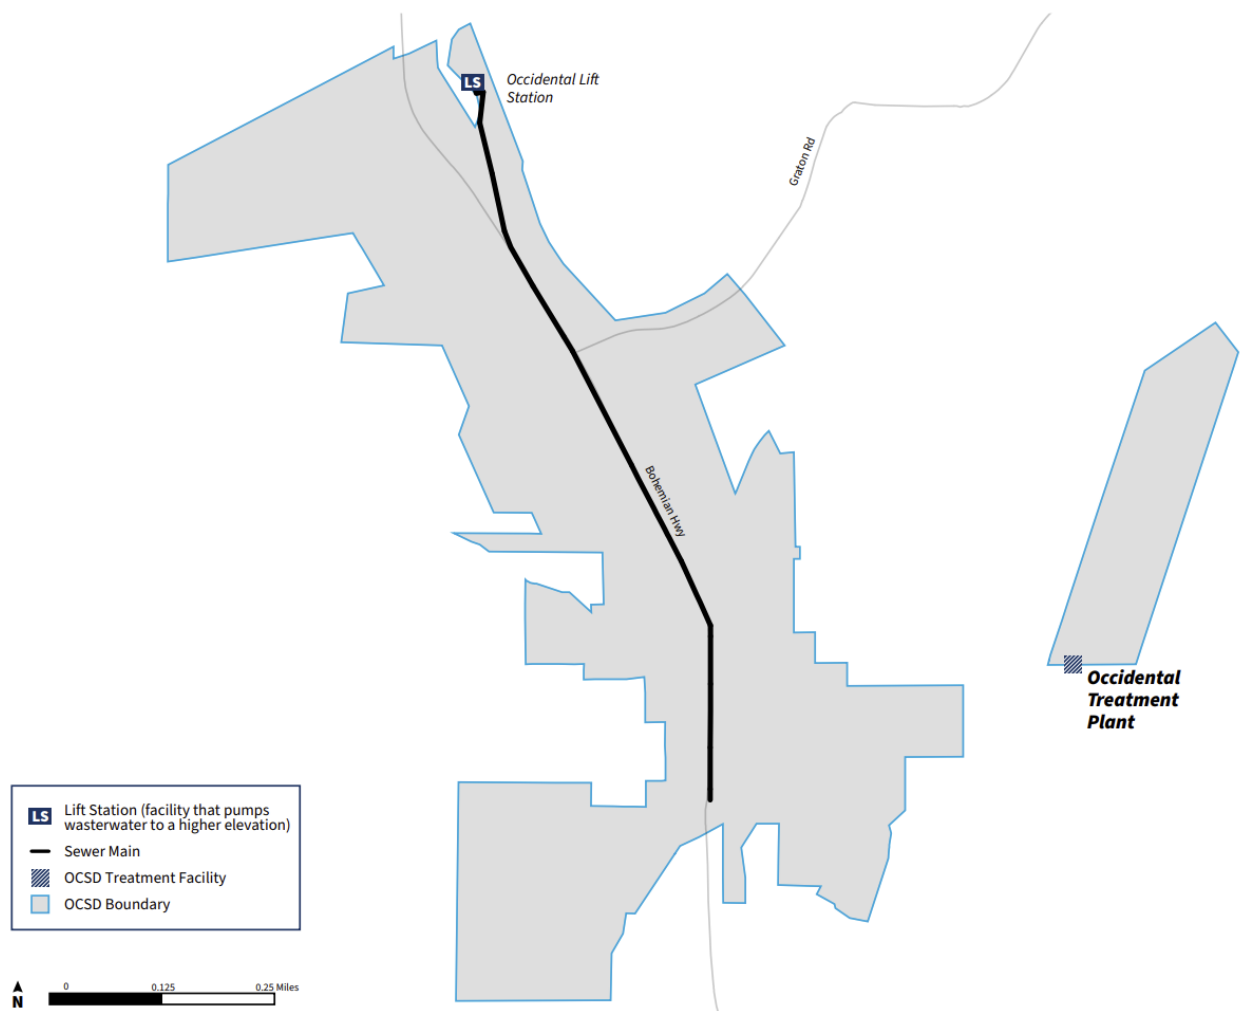 LS
Occidental Lift
Station
Graton Rd
Bohemian Hwy
Occidental
Treatment
Plant
LS Lift Station (facility that pumps
wasterwater to a higher elevation)
Sewer Main
OCSD Treatment Facility
OCSD Boundary
N
0 0.125 0.25 Miles